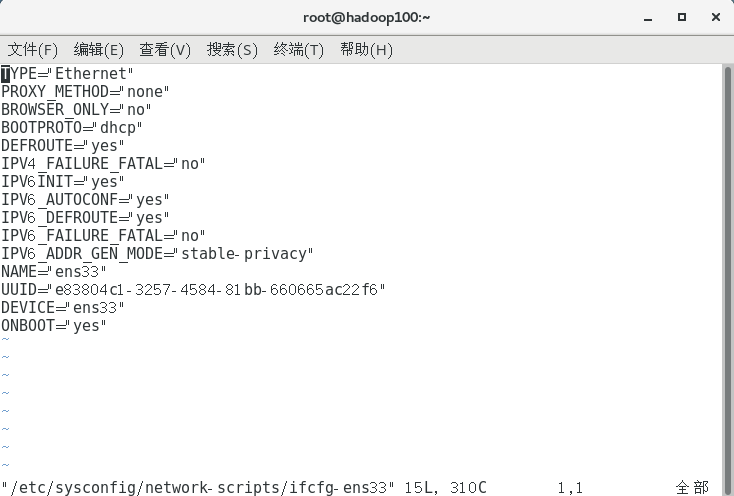 root@hadoop100:~
文件(F) 编辑(E) 查看(V) 搜索(S) 终端(T) 帮助(H)
TYPE="Ethernet"
PROXY_METHOD="none"
BROWSER_ONLY="no"
BOOTPROTO="dhcp"
DEFROUTE="yes"
IPV4_FAILURE_FATAL="no"
IPV6INIT="yes"
IPV6_AUTOCONF="yes"
IPV6_DEFROUTE="yes"
IPV6_FAILURE_FATAL="no"
IPV6_ADDR_GEN_MODE="stable-privacy"
NAME="ens33"
UUID="e83804c1-3257-4584-81bb-660665ac22f6"
DEVICE="ens33"
ONBOOT="yes"
~
~
~
~
~
~
~
~
"/etc/sysconfig/network-scripts/ifcfg-ens33" 15L, 310C 1,1 全部